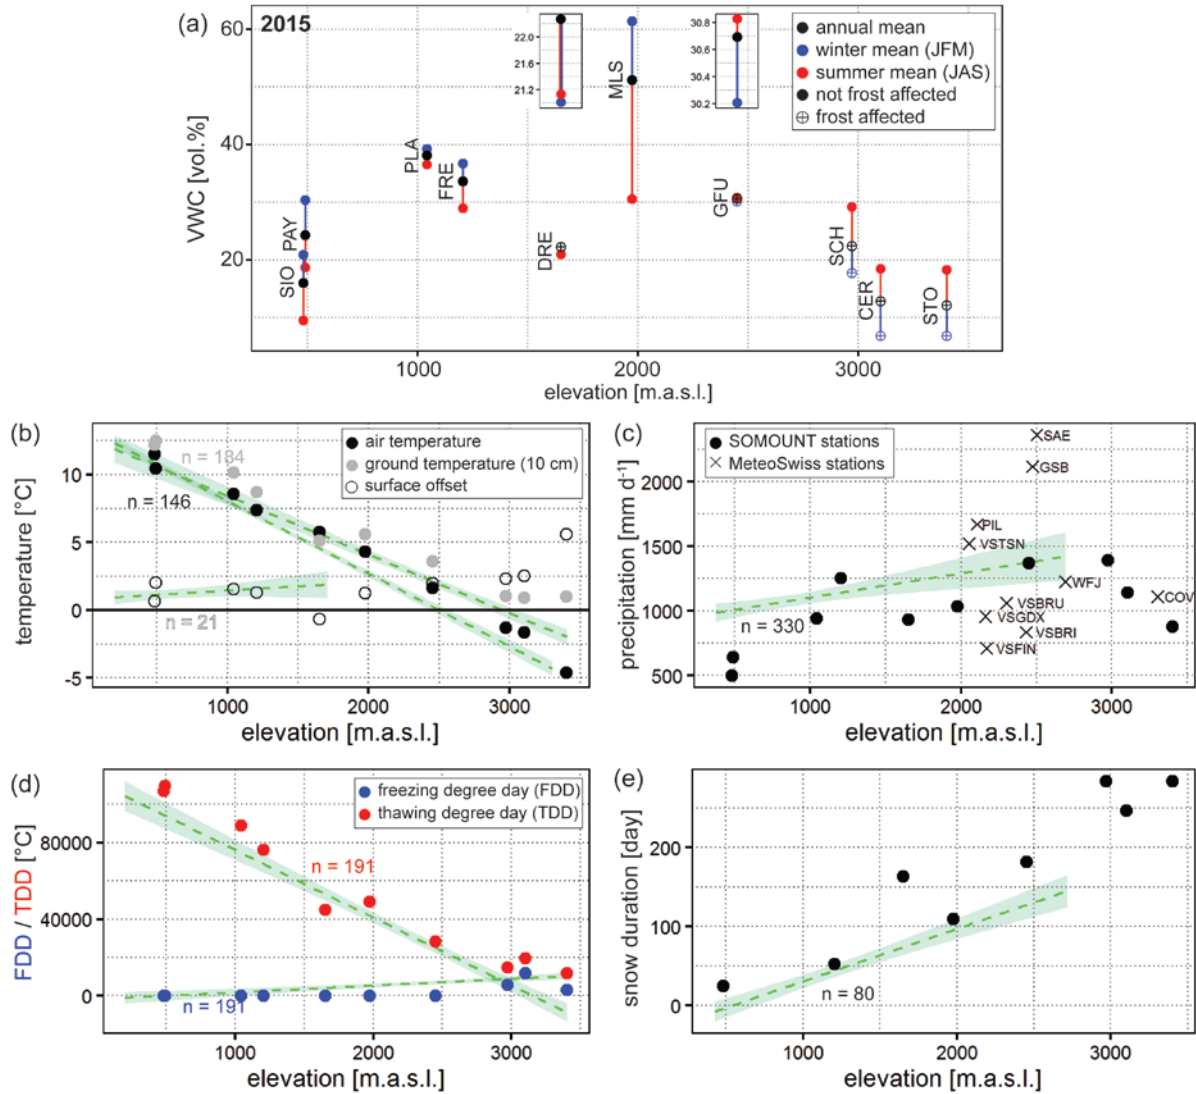 (a)
2015
annual mean
winter mean (JFM)
summer mean (JAS)
not frost affected
frost affected
22.0
21.6
21.2
30.8
30.6
30.4
30.2
60
40
20
VWC [vol.%]
SIO
PAY
PLA
FRE
DRE
MLS
GFU
SCH
CER
STO
1000
2000
3000
elevation [m.a.s.l.]
(b)
air temperature
ground temperature (10 cm)
surface offset
n = 184
n = 146
n = 21
10
5
0
-5
temperature [°C]
1000
2000
3000
elevation [m.a.s.l.]
(c)
SOMOUNT stations
MeteoSwiss stations
SAE
GSB
PIL
VSTSN
WFJ
COV
VSBRU
VSGDX
VSBRI
VSFIN
n = 330
2000
1500
1000
500
precipitation [mm d⁻¹]
1000
2000
3000
elevation [m.a.s.l.]
(d)
freezing degree day (FDD)
thawing degree day (TDD)
n = 191
n = 191
80000
40000
0
FDD / TDD [°C]
1000
2000
3000
elevation [m.a.s.l.]
(e)
n = 80
200
100
0
snow duration [day]
1000
2000
3000
elevation [m.a.s.l.]